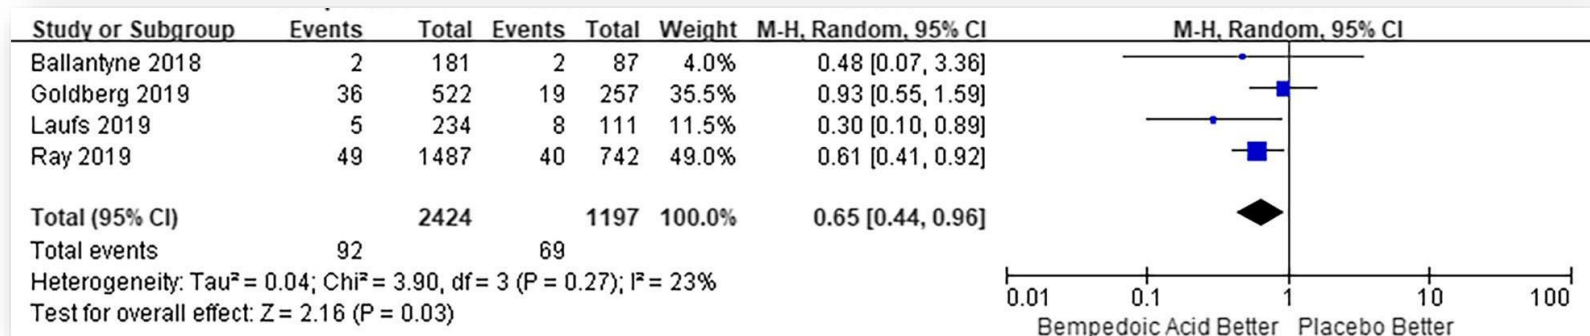 Study or Subgroup Events Total Events Total Weight M-H, Random, 95% CI M-H, Random, 95% CI
Ballantyne 2018 2 181 2 87 4.0% 0.48 [0.07, 3.36]
Goldberg 2019 36 522 19 257 35.5% 0.93 [0.55, 1.59]
Laufs 2019 5 234 8 111 11.5% 0.30 [0.10, 0.89]
Ray 2019 49 1487 40 742 49.0% 0.61 [0.41, 0.92]
Total (95% CI) 2424 1197 100.0% 0.65 [0.44, 0.96]
Total events 92 69
Heterogeneity: Tau² = 0.04; Chi² = 3.90, df = 3 (P = 0.27); I² = 23%
Test for overall effect: Z = 2.16 (P = 0.03)
0.01 0.1 1 10 100
Bempedoic Acid Better Placebo Better